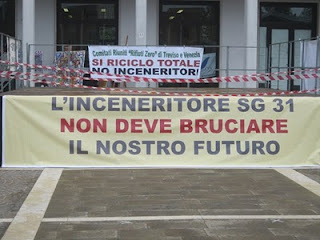 Comitati Riuniti "Rifiuti Zero" di Treviso e Venezia
SI RICICLO TOTALE
NO INCENERITORI
L'INCENERITORE SG 31
NON DEVE BRUCIARE
IL NOSTRO FUTURO